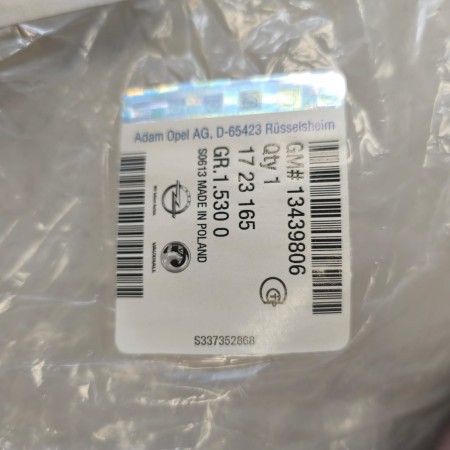 Adam Opel AG, D-65423 Rüsselsheim
GM# 13439806
Qty 1
17 23 165
GR.1.530 0
S0613 MADE IN POLAND
VAUXHALL
S337352868